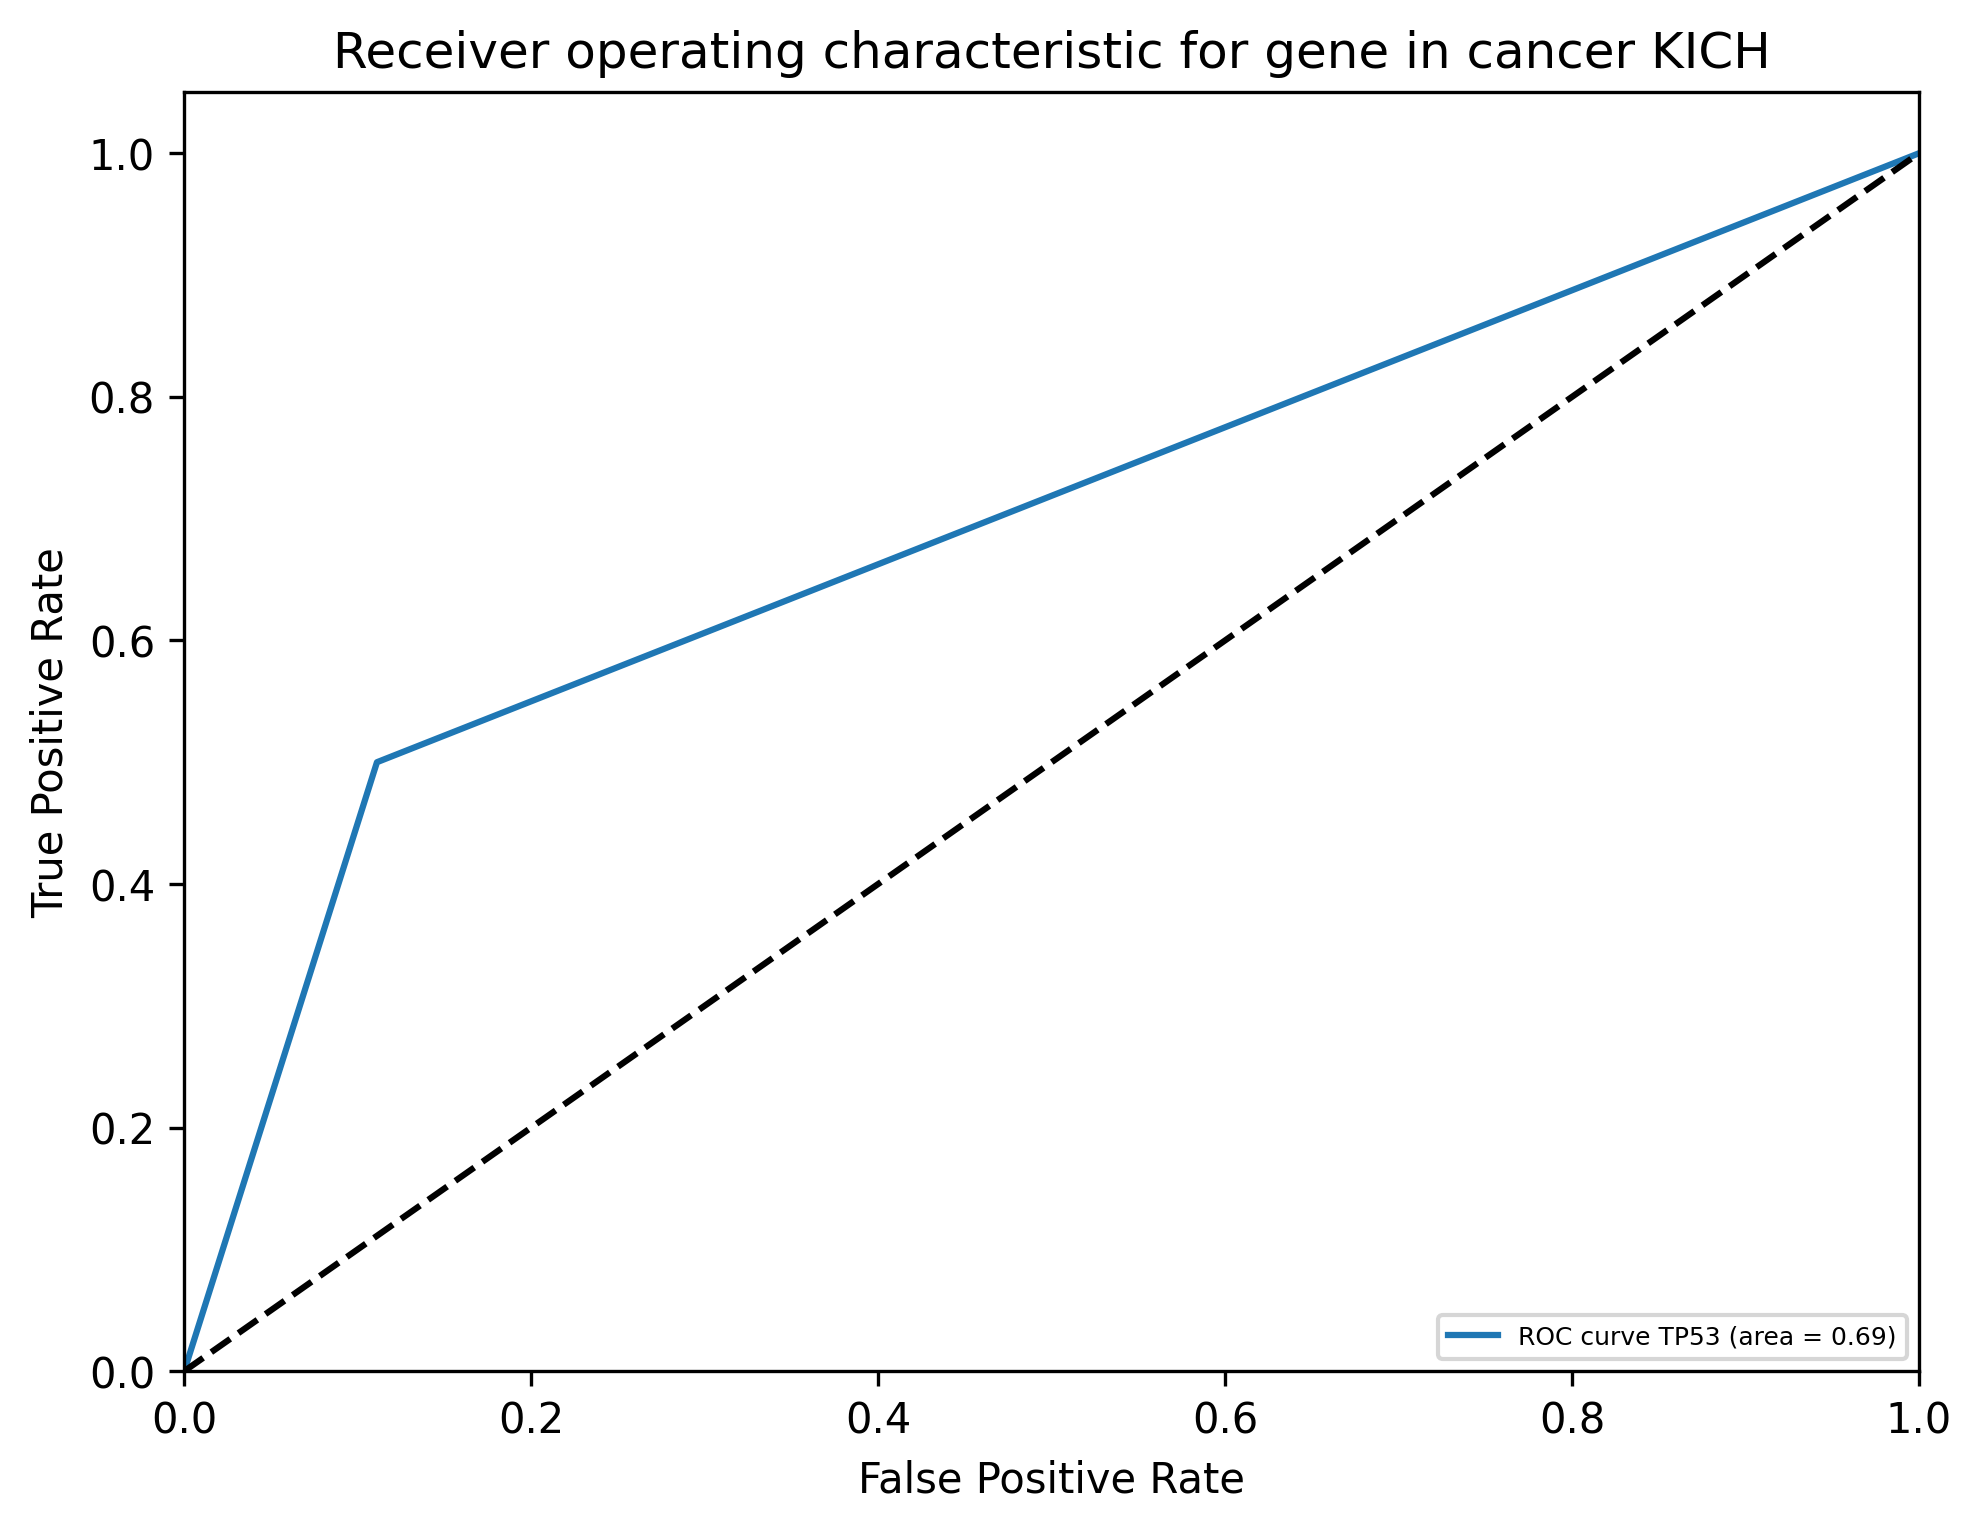 Receiver operating characteristic for gene in cancer KICH
True Positive Rate
1.0
0.8
0.6
0.4
0.2
0.0
ROC curve TP53 (area = 0.69)
0.0 0.2 0.4 0.6 0.8 1.0
False Positive Rate